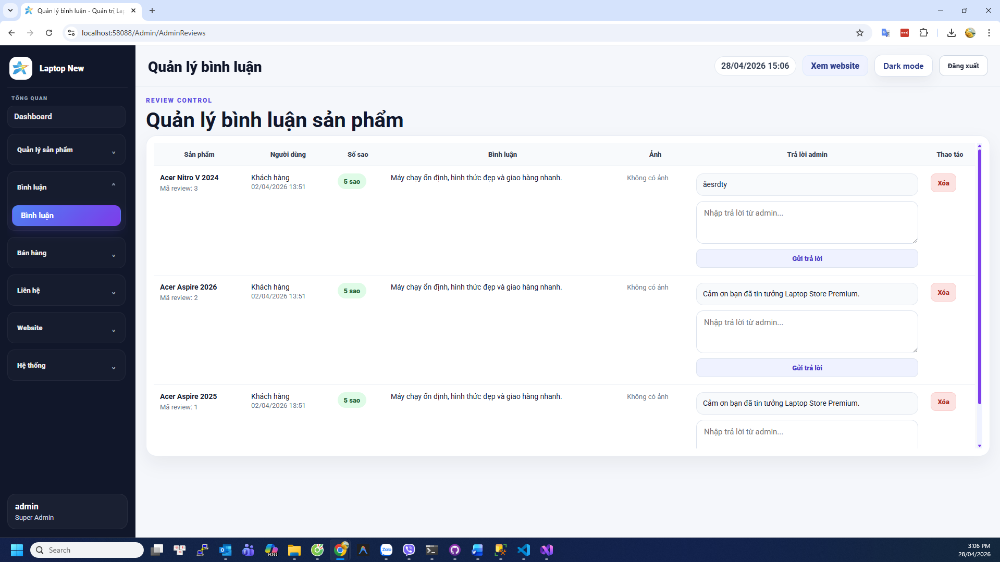 Quản lý bình luận - Quản trị La
localhost:58088/Admin/AdminReviews
Laptop New
TỔNG QUAN
Dashboard
Quản lý sản phẩm
Bình luận
Bình luận
Bán hàng
Liên hệ
Website
Hệ thống
admin
Super Admin
Quản lý bình luận
28/04/2026 15:06
Xem website
Dark mode
Đăng xuất
REVIEW CONTROL
Quản lý bình luận sản phẩm
Sản phẩm Người dùng Số sao Bình luận Ảnh Trả lời admin Thao tác
Acer Nitro V 2024
Mã review: 3
Khách hàng
02/04/2026 13:51
5 sao
Máy chạy ổn định, hình thức đẹp và giao hàng nhanh.
Không có ảnh
ăesrdty
Nhập trả lời từ admin...
Gửi trả lời
Xóa
Acer Aspire 2026
Mã review: 2
Khách hàng
02/04/2026 13:51
5 sao
Máy chạy ổn định, hình thức đẹp và giao hàng nhanh.
Không có ảnh
Cảm ơn bạn đã tin tưởng Laptop Store Premium.
Nhập trả lời từ admin...
Gửi trả lời
Xóa
Acer Aspire 2025
Mã review: 1
Khách hàng
02/04/2026 13:51
5 sao
Máy chạy ổn định, hình thức đẹp và giao hàng nhanh.
Không có ảnh
Cảm ơn bạn đã tin tưởng Laptop Store Premium.
Nhập trả lời từ admin...
Xóa
Search
M365
Zalo
3:06 PM
28/04/2026